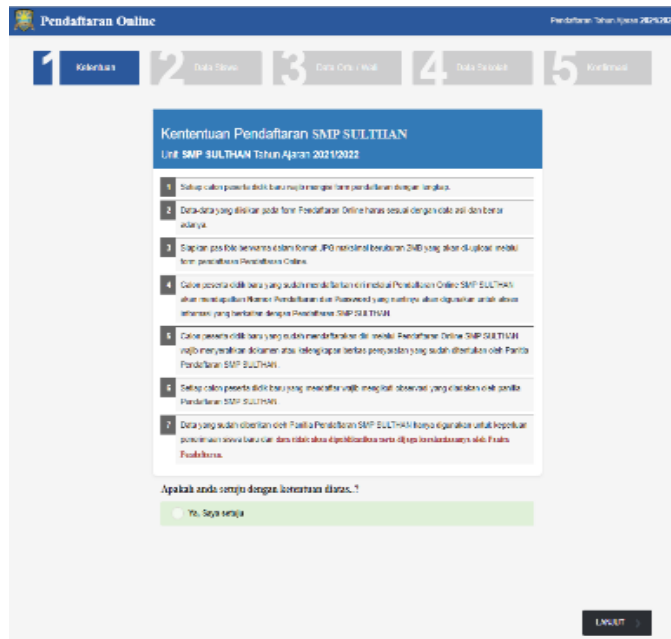 Pendaftaran Online
Pendaftaran Tahun Ajaran 2021/202
1 Ketentuan
2 Data Siswa
3 Data Ortu / Wali
4 Data Sekolah
5 Konfirmasi
Kententuan Pendaftaran SMP SULTHAN
Unit SMP SULTHAN Tahun Ajaran 2021/2022
1 Setiap calon peserta didik baru wajib mengisi form pendaftaran dengan lengkap.
2 Data-data yang diisikan pada form Pendaftaran Online harus sesuai dengan data asli dan benar
adanya.
3 Siapkan pas foto berwarna dalam format JPG maksimal berukuran 2MB yang akan di-upload melalui
form pendaftaran Pendaftaran Online.
4 Calon peserta didik baru yang sudah mendaftarkan diri melalui Pendaftaran Online SMP SULTHAN
akan mendapatkan Nomor Pendaftaran dan Password yang nantinya akan digunakan untuk akses
informasi yang berkaitan dengan Pendaftaran SMP SULTHAN
5 Calon peserta didik baru yang sudah mendaftarakan diri melalui Pendaftaran Online SMP SULTHAN
wajib menyerahkan dokumen atau kelengkapan berkas persyaratan yang sudah ditentukan oleh Panitia
Pendaftaran SMP SULTHAN.
6 Setiap calon peserta didik baru yang mendaftar wajib mengikuti observasi yang diadakan oleh panitia
Pendaftaran SMP SULTHAN.
7 Data yang sudah diberikan oleh Panitia Pendaftaran SMP SULTHAN hanya digunakan untuk keperluan
penerimaan siswa baru dan data tidak akan dipublikasikan serta dijaga kerahasiaannya oleh Panitia
Pendaftaran.
Apakah anda setuju dengan ketentuan diatas..?
Ya, Saya setuju
LANJUT